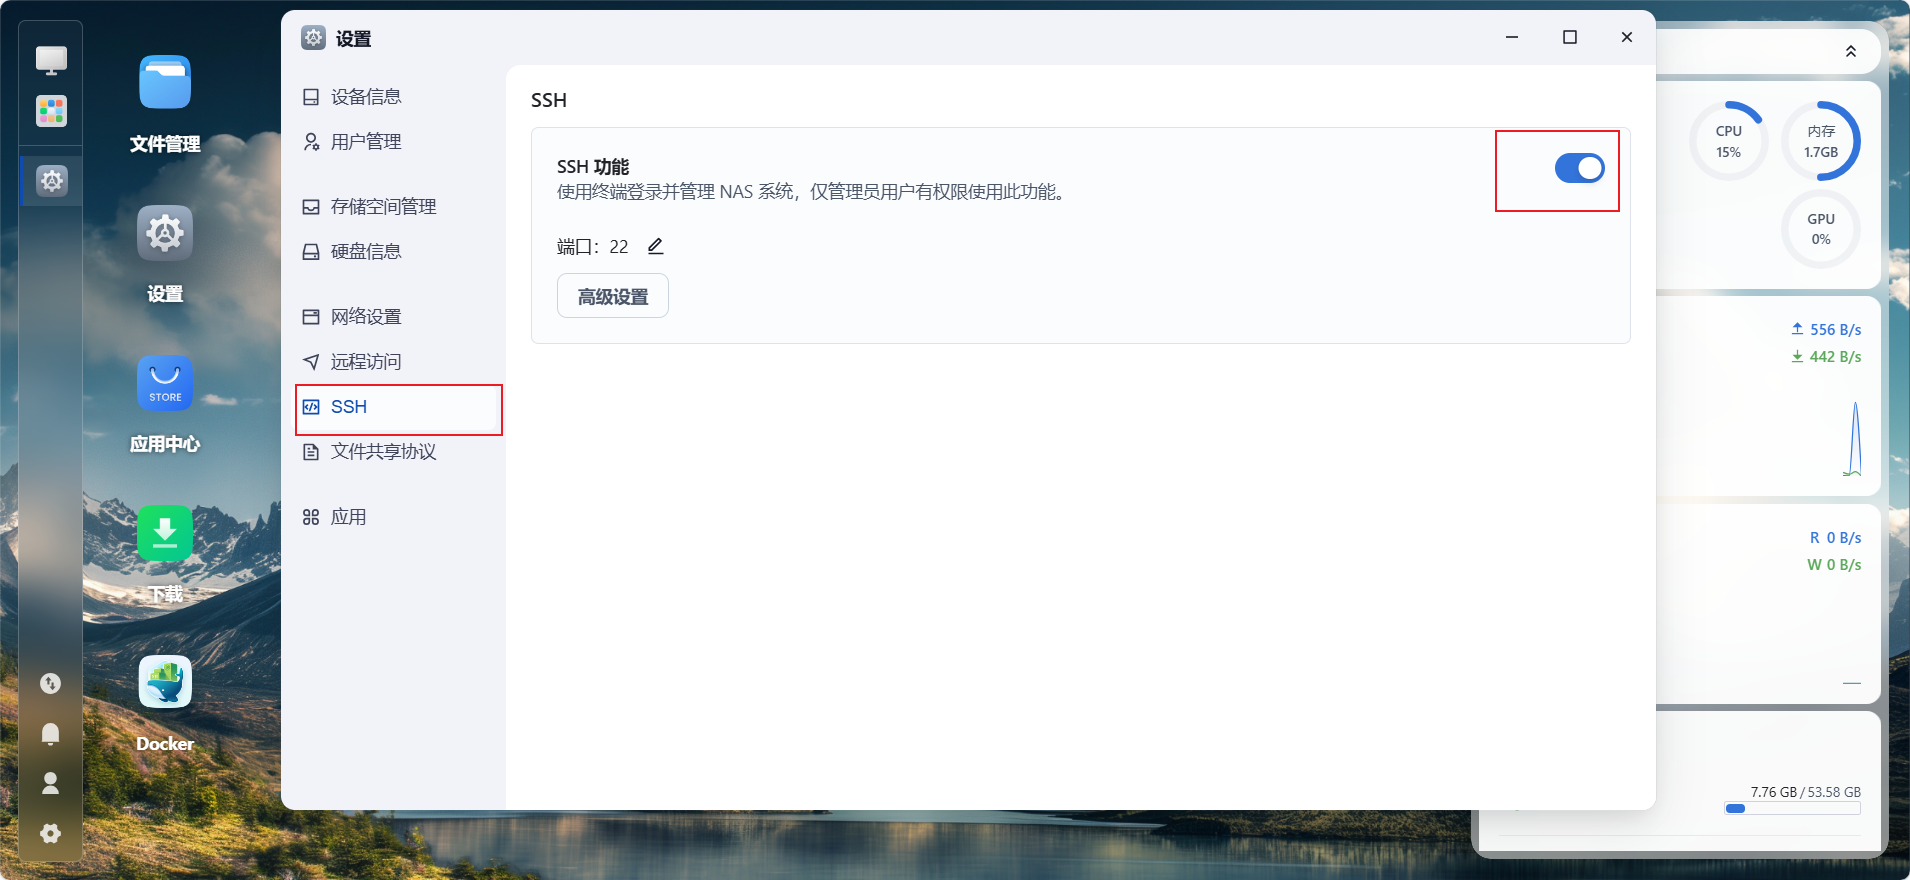 文件管理
设置
STORE
应用中心
下载
Docker
设置
设备信息
用户管理
存储空间管理
硬盘信息
网络设置
远程访问
SSH
文件共享协议
应用
SSH
SSH 功能
使用终端登录并管理 NAS 系统，仅管理员用户有权限使用此功能。
端口：22
高级设置
CPU
15%
内存
1.7GB
GPU
0%
556 B/s
442 B/s
R 0 B/s
W 0 B/s
7.76 GB / 53.58 GB